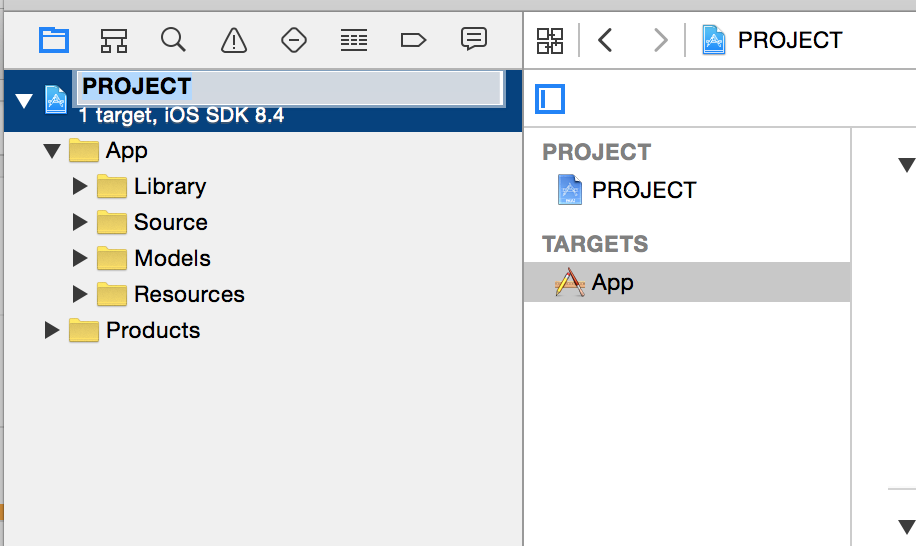 PROJECT
1 target, iOS SDK 8.4
App
Library
Source
Models
Resources
Products
PROJECT
PROJECT
PROJECT
TARGETS
App